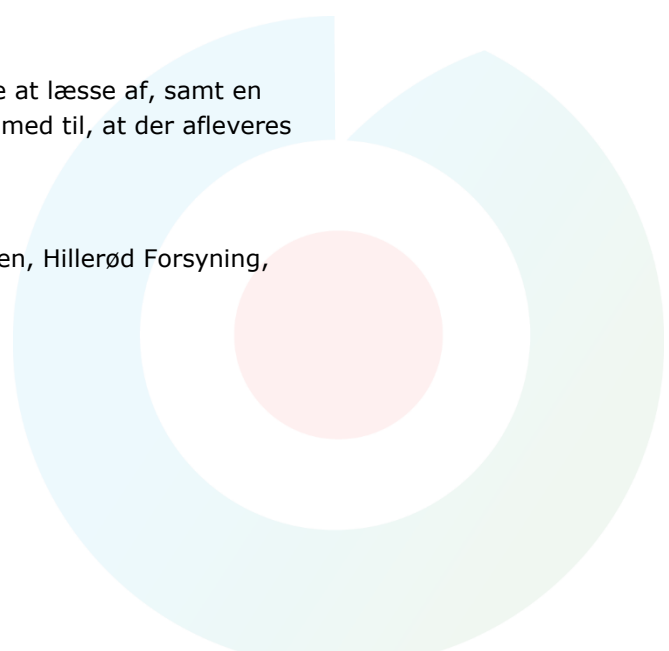 e at læsse af, samt en
med til, at der afleveres
en, Hillerød Forsyning,